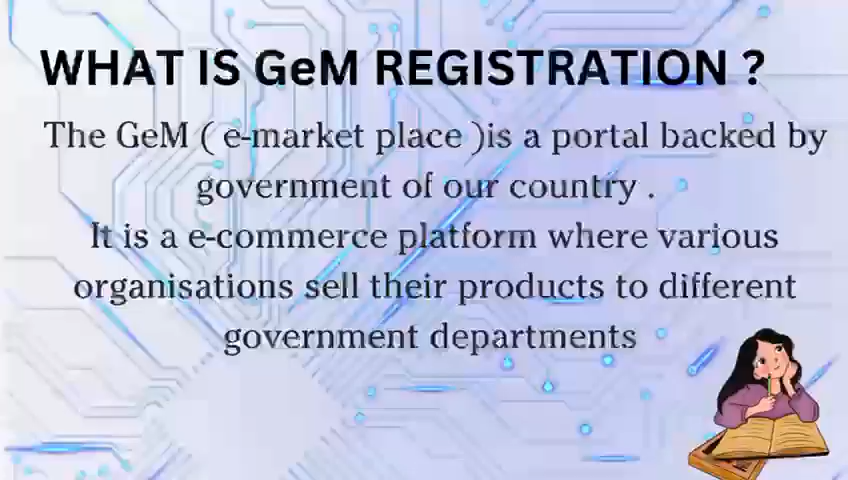 WHAT IS GeM REGISTRATION ?
The GeM ( e-market place )is a portal backed by
government of our country .
It is a e-commerce platform where various
organisations sell their products to different
government departments